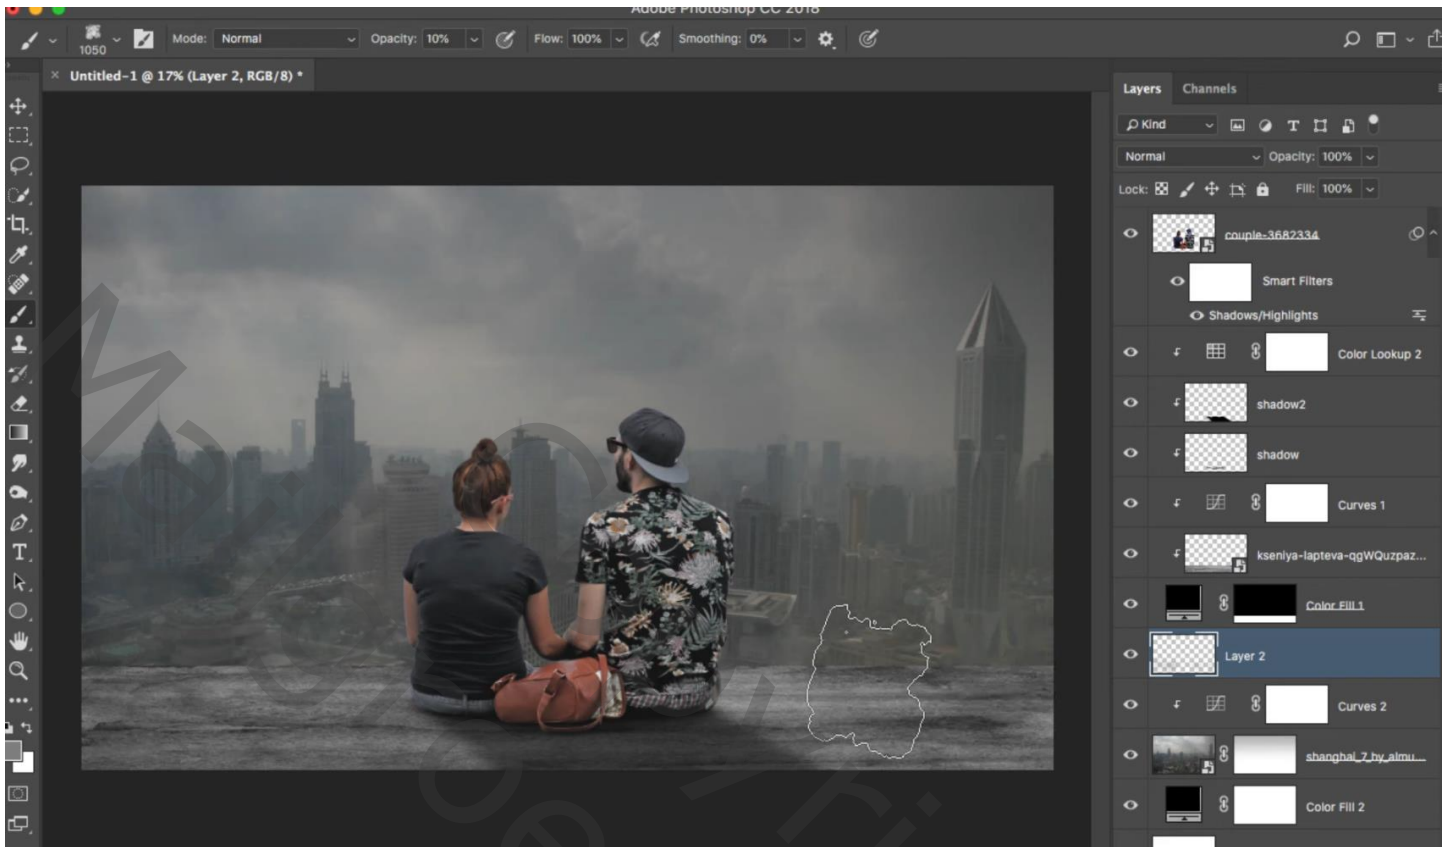 Adobe Photoshop CC 2018
1050 Mode: Normal Opacity: 10% Flow: 100% Smoothing: 0%
× Untitled-1 @ 17% (Layer 2, RGB/8) *
Layers Channels
Kind
Normal Opacity: 100%
Lock: Fill: 100%
couple-3682334
Smart Filters
Shadows/Highlights
Color Lookup 2
shadow2
shadow
Curves 1
kseniya-lapteva-qgWQuzpaz...
Color Fill 1
Layer 2
Curves 2
shanghai_7_by_almu...
Color Fill 2